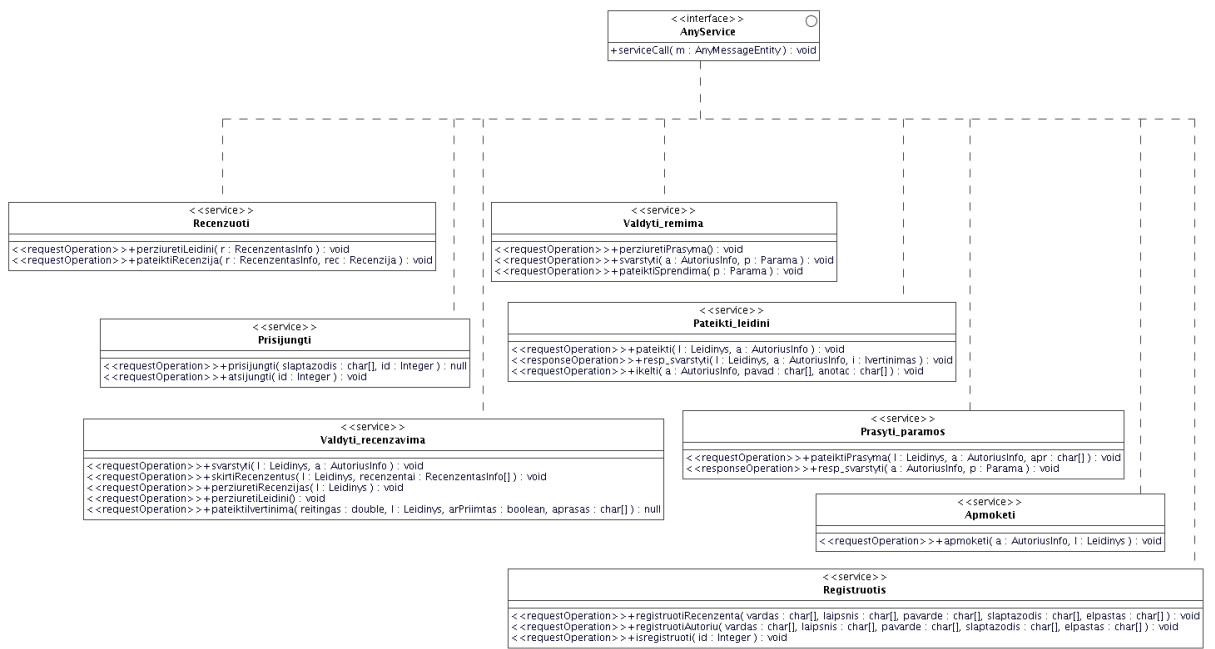 <<interface>>
AnyService
+serviceCall( m : AnyMessageEntity ) : void
<<service>>
Recenzuoti
<<requestOperation>>+perziuretiLeidini( r : RecenzentasInfo ) : void
<<requestOperation>>+pateiktiRecenzija( r : RecenzentasInfo, rec : Recenzija ) : void
<<service>>
Valdyti_remima
<<requestOperation>>+perziuretiPrasyma() : void
<<requestOperation>>+svarstyti( a : AutoriusInfo, p : Parama ) : void
<<requestOperation>>+pateiktiSprendima( p : Parama ) : void
<<service>>
Prisijungti
<<requestOperation>>+prisijungti( slaptazodis : char[], id : Integer ) : null
<<requestOperation>>+atsijungti( id : Integer ) : void
<<service>>
Pateikti_leidini
<<requestOperation>>+pateikti( l : Leidinys, a : AutoriusInfo ) : void
<<responseOperation>>+resp_svarstyti( l : Leidinys, a : AutoriusInfo, i : Ivertinimas ) : void
<<requestOperation>>+ikelti( a : AutoriusInfo, pavad : char[], anotac : char[] ) : void
<<service>>
Valdyti_recenzavima
<<requestOperation>>+svarstyti( l : Leidinys, a : AutoriusInfo ) : void
<<requestOperation>>+skirtiRecenzentus( l : Leidinys, recenzentai : RecenzentasInfo[] ) : void
<<requestOperation>>+perziuretiRecenzijas( l : Leidinys ) : void
<<requestOperation>>+perziuretiLeidini() : void
<<requestOperation>>+pateiktiIvertinima( reitingas : double, l : Leidinys, arPriimtas : boolean, aprasas : char[] ) : null
<<service>>
Prasyti_paramos
<<requestOperation>>+pateiktiPrasyma( l : Leidinys, a : AutoriusInfo, apr : char[] ) : void
<<responseOperation>>+resp_svarstyti( a : AutoriusInfo, p : Parama ) : void
<<service>>
Apmoketi
<<requestOperation>>+apmoketi( a : AutoriusInfo, l : Leidinys ) : void
<<service>>
Registruotis
<<requestOperation>>+registruotiRecenzenta( vardas : char[], laipsnis : char[], pavarde : char[], slaptazodis : char[], elpastas : char[] ) : void
<<requestOperation>>+registruotiAutoriu( vardas : char[], laipsnis : char[], pavarde : char[], slaptazodis : char[], elpastas : char[] ) : void
<<requestOperation>>+isregistruoti( id : Integer ) : void